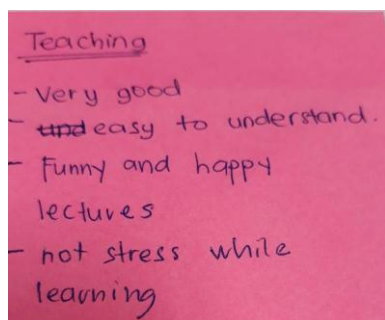 Teaching
- Very good
- und easy to understand.
- Funny and happy
lectures
- not stress while
learning